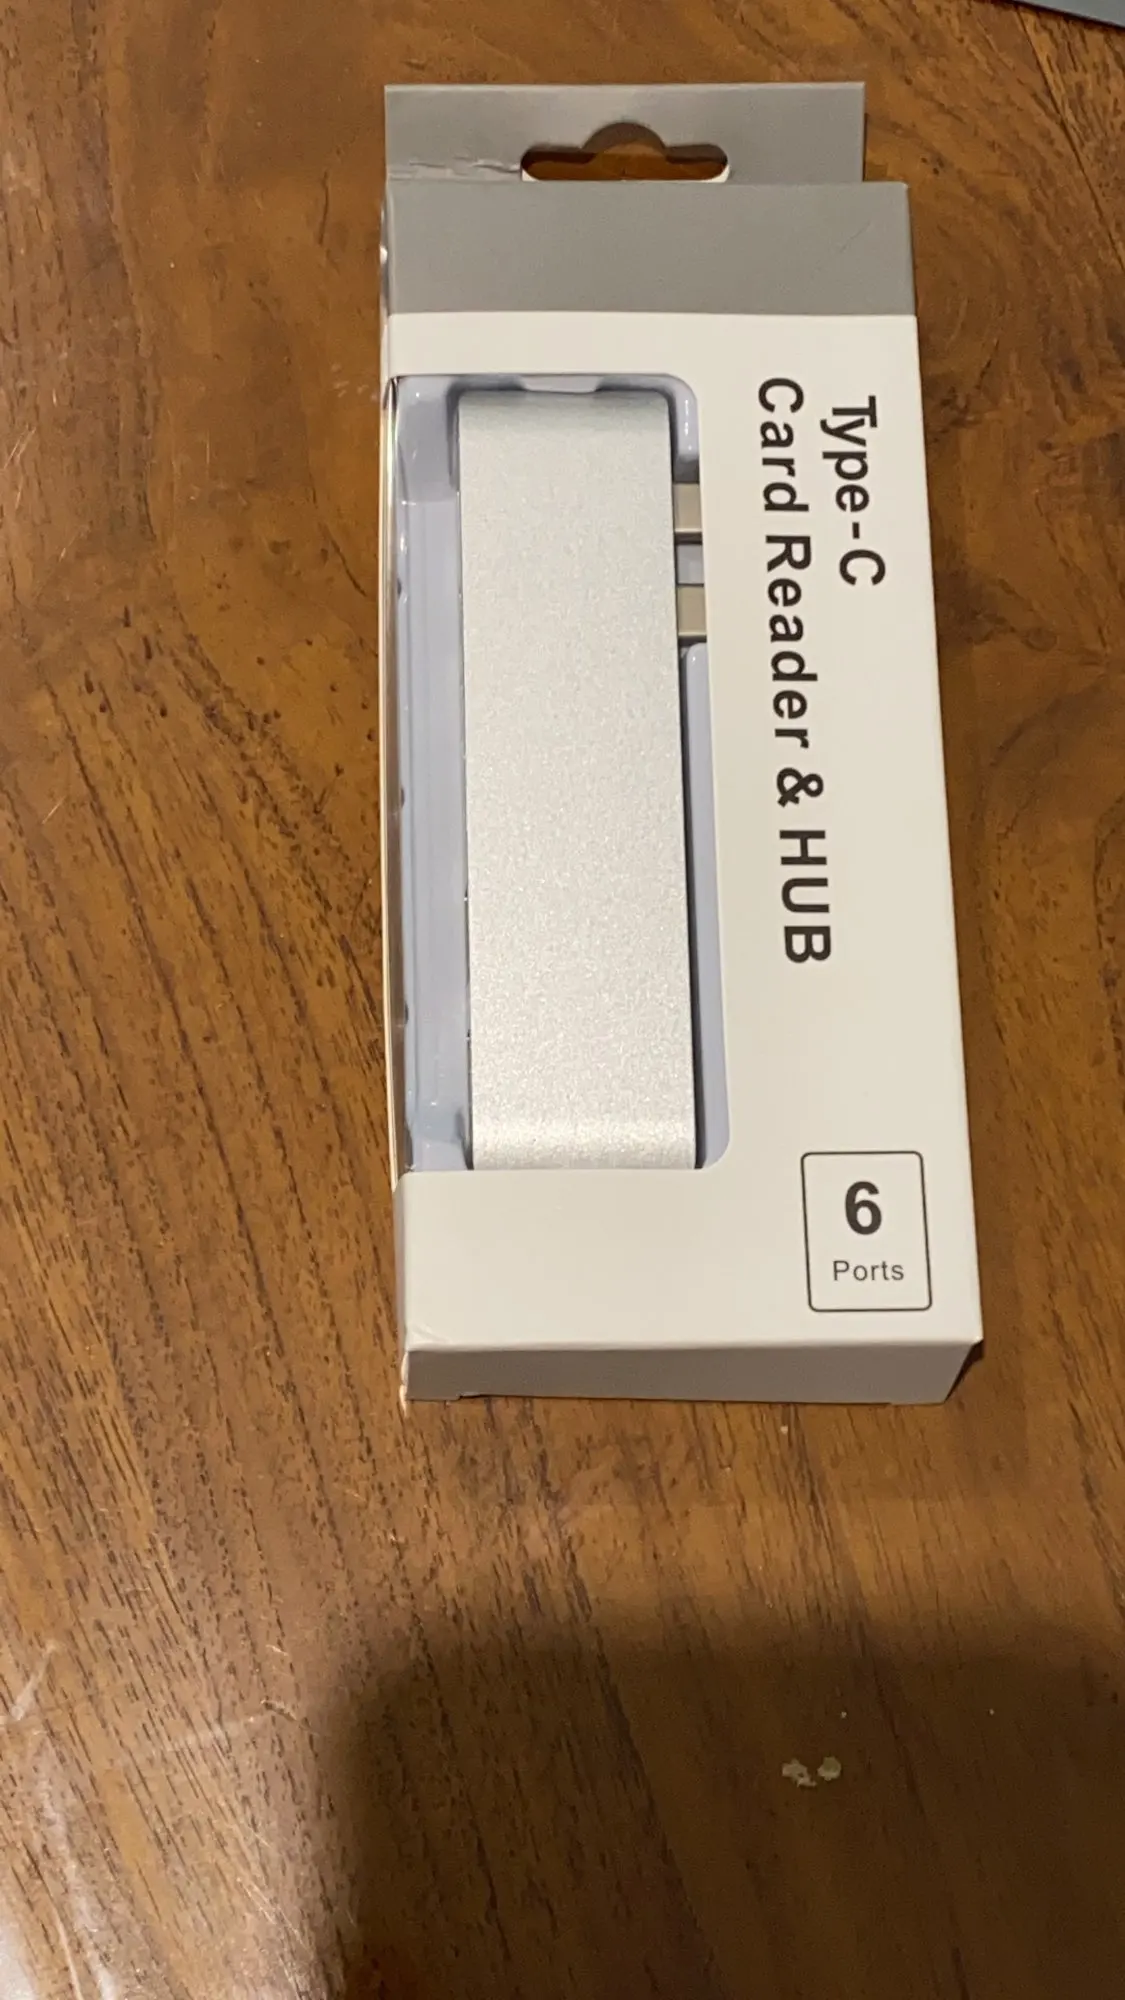 Type-C
Card Reader & HUB
6
Ports